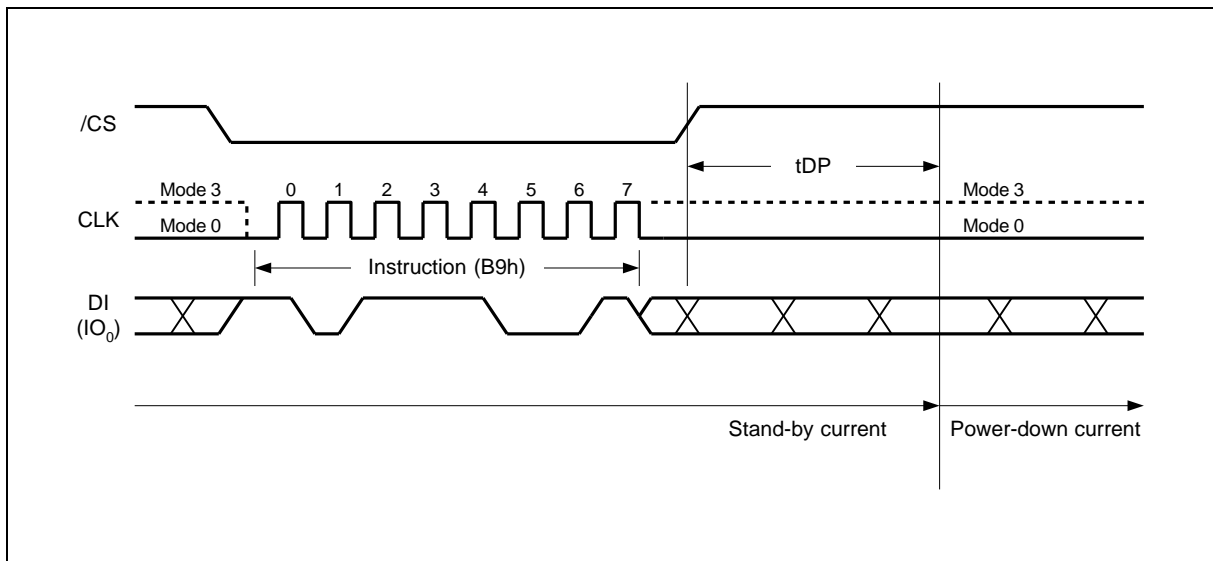 /CS
tDP
Mode 3 0 1 2 3 4 5 6 7 Mode 3
CLK
Mode 0 Mode 0
Instruction (B9h)
DI
(IO₀)
Stand-by current Power-down current